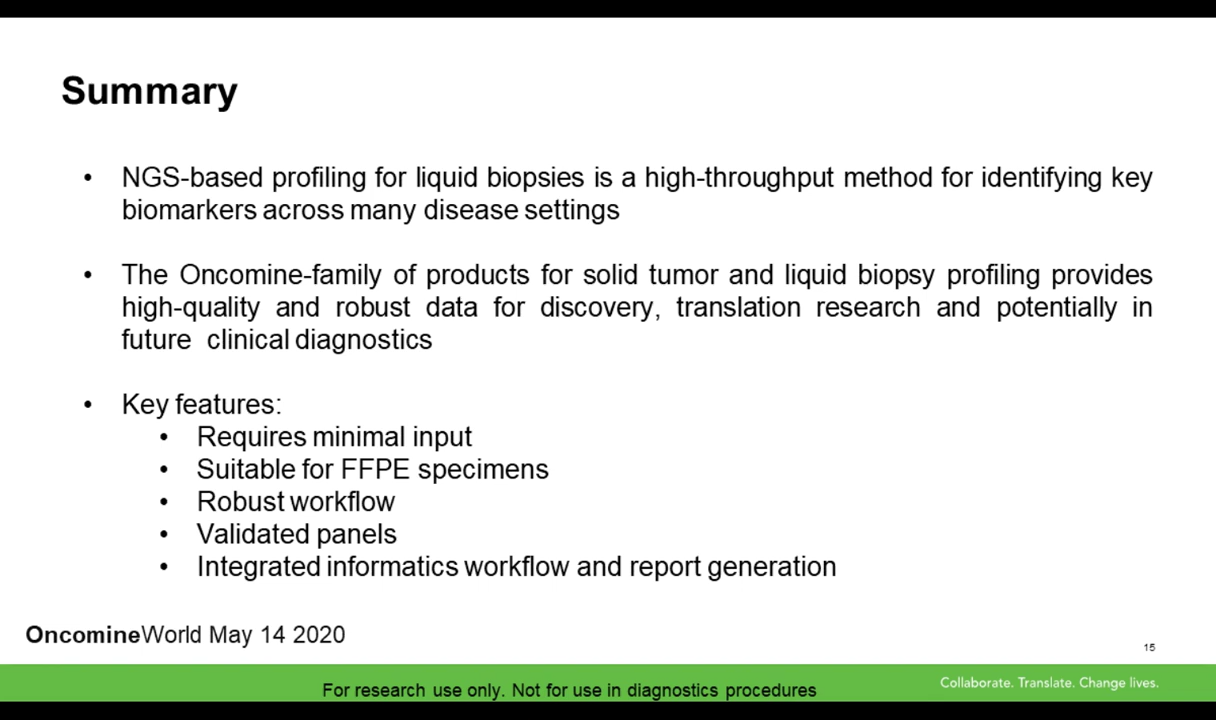 Summary
• NGS-based profiling for liquid biopsies is a high-throughput method for identifying key
biomarkers across many disease settings
• The Oncomine-family of products for solid tumor and liquid biopsy profiling provides
high-quality and robust data for discovery, translation research and potentially in
future clinical diagnostics
• Key features:
• Requires minimal input
• Suitable for FFPE specimens
• Robust workflow
• Validated panels
• Integrated informatics workflow and report generation
OncomineWorld May 14 2020
15
For research use only. Not for use in diagnostics procedures
Collaborate. Translate. Change lives.